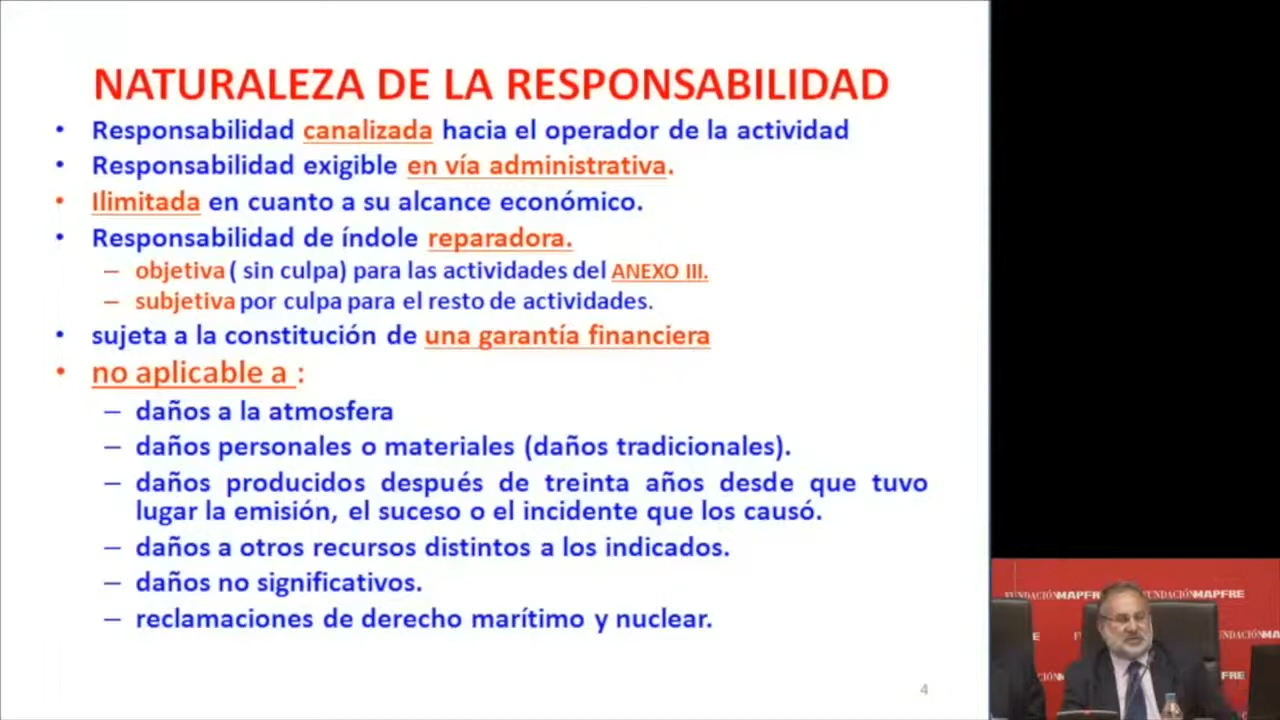 NATURALEZA DE LA RESPONSABILIDAD
• Responsabilidad canalizada hacia el operador de la actividad
• Responsabilidad exigible en vía administrativa.
• Ilimitada en cuanto a su alcance económico.
• Responsabilidad de índole reparadora.
– objetiva ( sin culpa) para las actividades del ANEXO III.
– subjetiva por culpa para el resto de actividades.
• sujeta a la constitución de una garantía financiera
• no aplicable a :
– daños a la atmosfera
– daños personales o materiales (daños tradicionales).
– daños producidos después de treinta años desde que tuvo
lugar la emisión, el suceso o el incidente que los causó.
– daños a otros recursos distintos a los indicados.
– daños no significativos.
– reclamaciones de derecho marítimo y nuclear.
4
FUNDACIÓNMAPFRE
FUNDACIÓNMAPFRE
MAPFRE